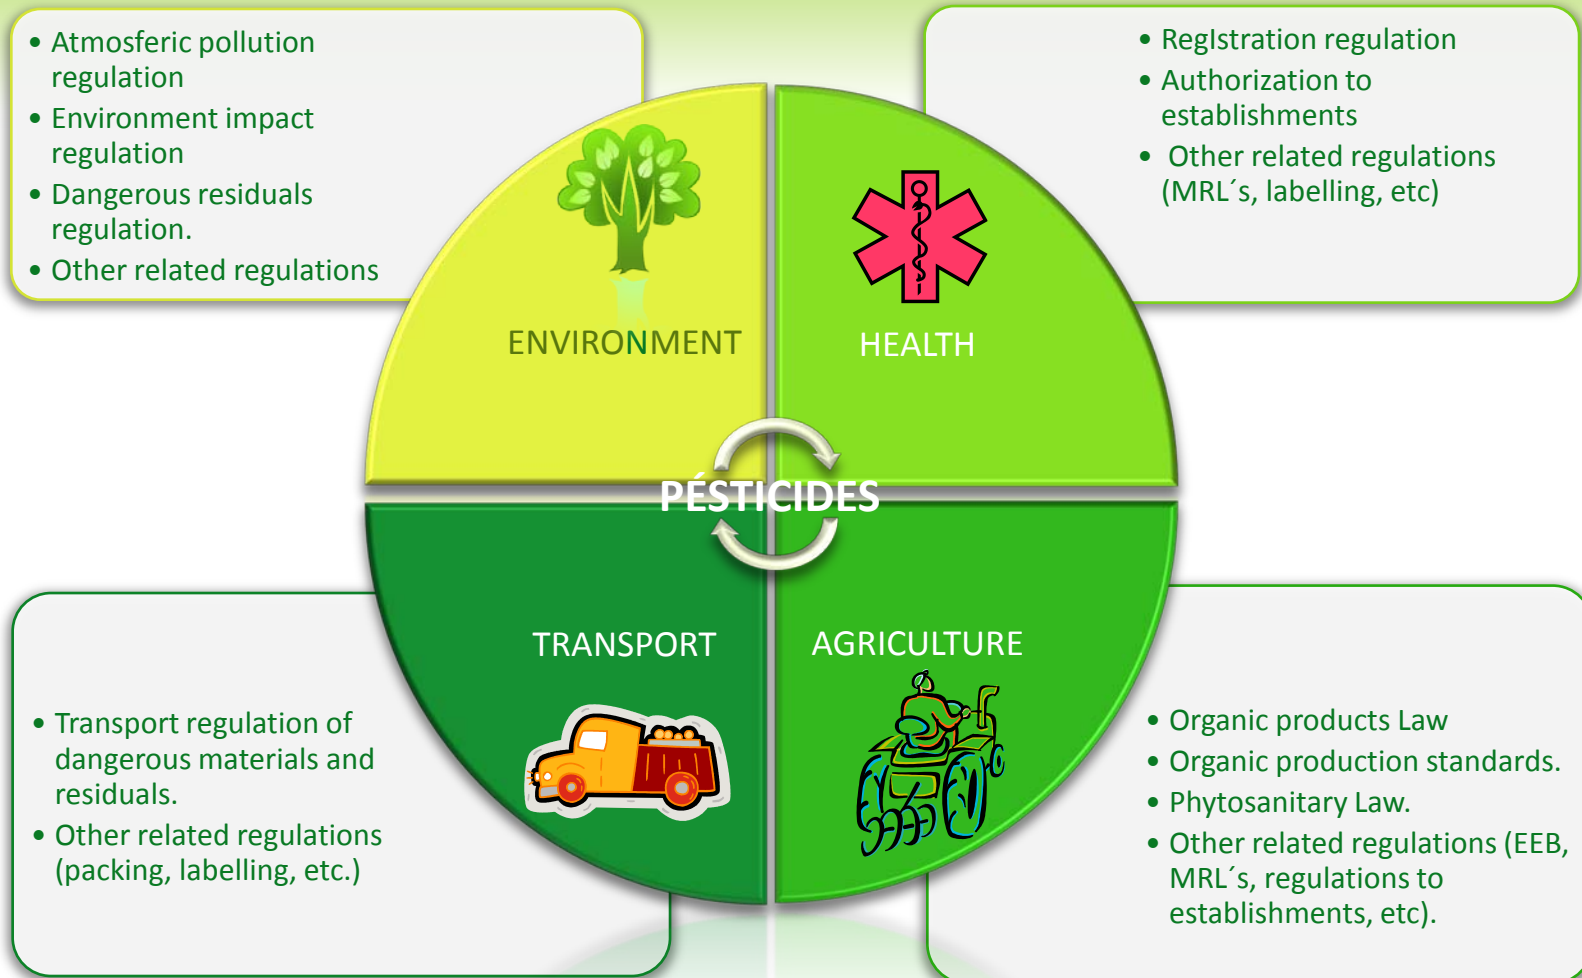 • Atmosferic pollution
regulation
• Environment impact
regulation
• Dangerous residuals
regulation.
• Other related regulations
• RegIstration regulation
• Authorization to
establishments
• Other related regulations
(MRL´s, labelling, etc)
ENVIRONMENT
HEALTH
PÉSTICIDES
TRANSPORT
AGRICULTURE
• Transport regulation of
dangerous materials and
residuals.
• Other related regulations
(packing, labelling, etc.)
• Organic products Law
• Organic production standards.
• Phytosanitary Law.
• Other related regulations (EEB,
MRL´s, regulations to
establishments, etc).